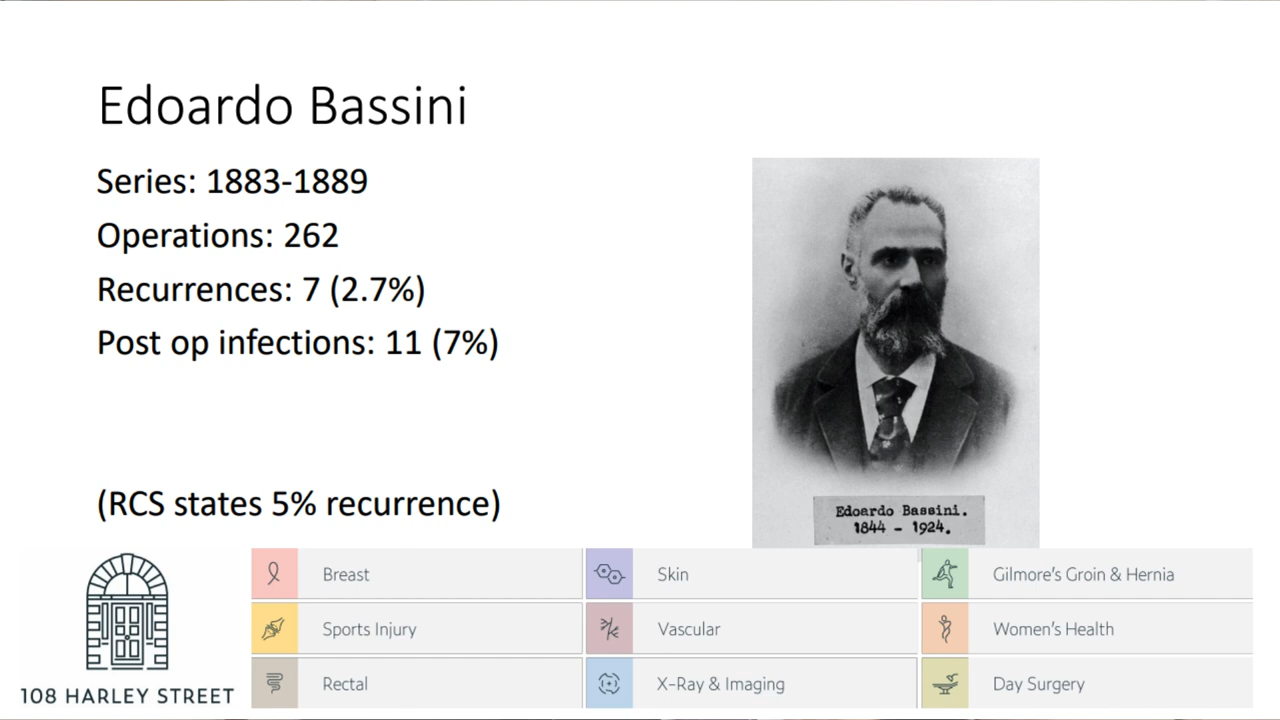 Edoardo Bassini
Series: 1883-1889
Operations: 262
Recurrences: 7 (2.7%)
Post op infections: 11 (7%)
(RCS states 5% recurrence)
Edoardo Bassini.
1844 - 1924.
108 HARLEY STREET
Breast
Skin
Gilmore's Groin & Hernia
Sports Injury
Vascular
Women's Health
Rectal
X-Ray & Imaging
Day Surgery